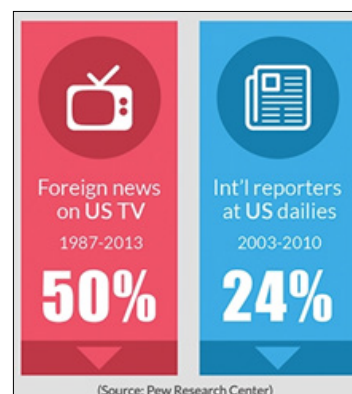 Foreign news
on US TV
1987-2013
50%
Int'l reporters
at US dailies
2003-2010
24%
(Source: Pew Research Center)